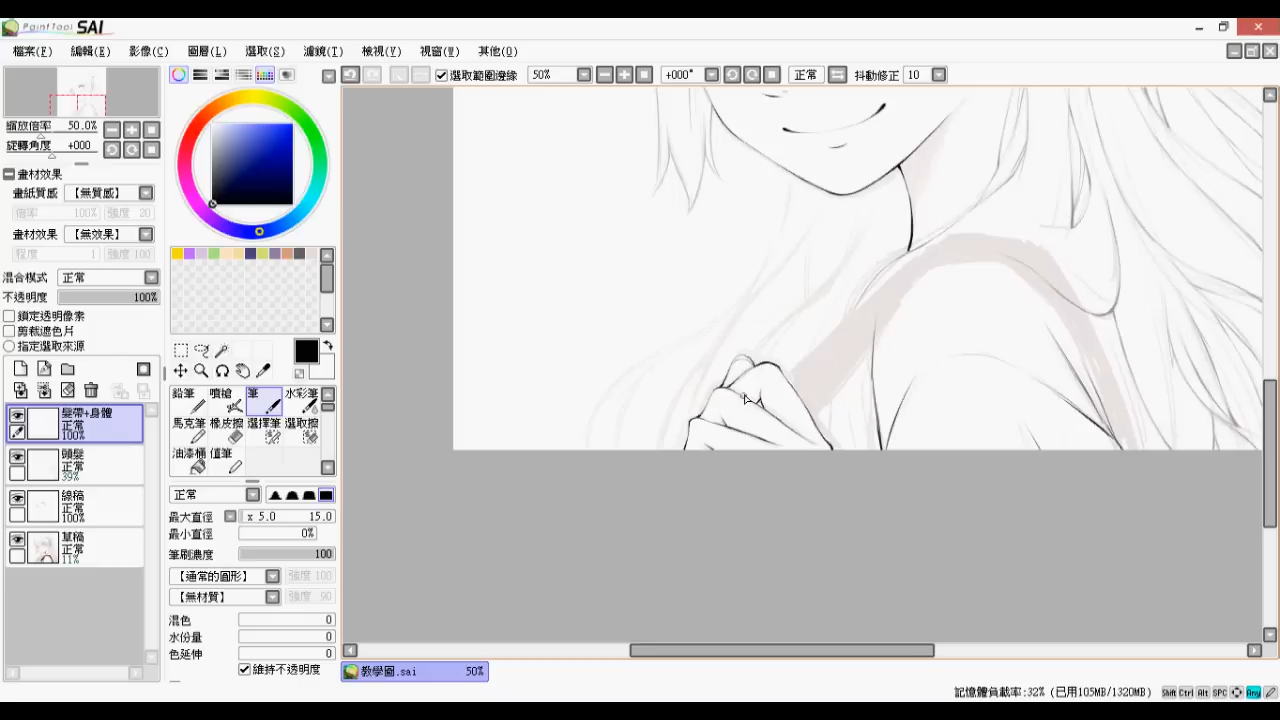 PaintTool SAI
檔案(F) 編輯(E) 影像(C) 圖層(L) 選取(S) 濾鏡(T) 檢視(V) 視窗(W) 其他(O)
選取範圍邊緣 50% +000° 正常 抖動修正 10
縮放倍率 50.0%
旋轉角度 +000
畫材效果
畫紙質感 【無質感】
倍率 100% 強度 20
畫材效果 【無效果】
程度 1 強度 100
混合模式 正常
不透明度 100%
鎖定透明像素
剪裁遮色片
指定選取來源
髮帶+身體
正常
100%
頭髮
正常
39%
線稿
正常
100%
草稿
正常
11%
鉛筆 噴槍 筆 水彩筆
馬克筆 橡皮擦 選擇筆 選取擦
油漆桶 值筆
正常
最大直徑 x 5.0 15.0
最小直徑 0%
筆刷濃度 100
【通常的圓形】 強度 100
【無材質】 強度 90
混色 0
水份量 0
色延伸 0
維持不透明度
教學圖.sai 50%
記憶體負載率:32% (已用105MB/1320MB) Shift Ctrl Alt SPC Any